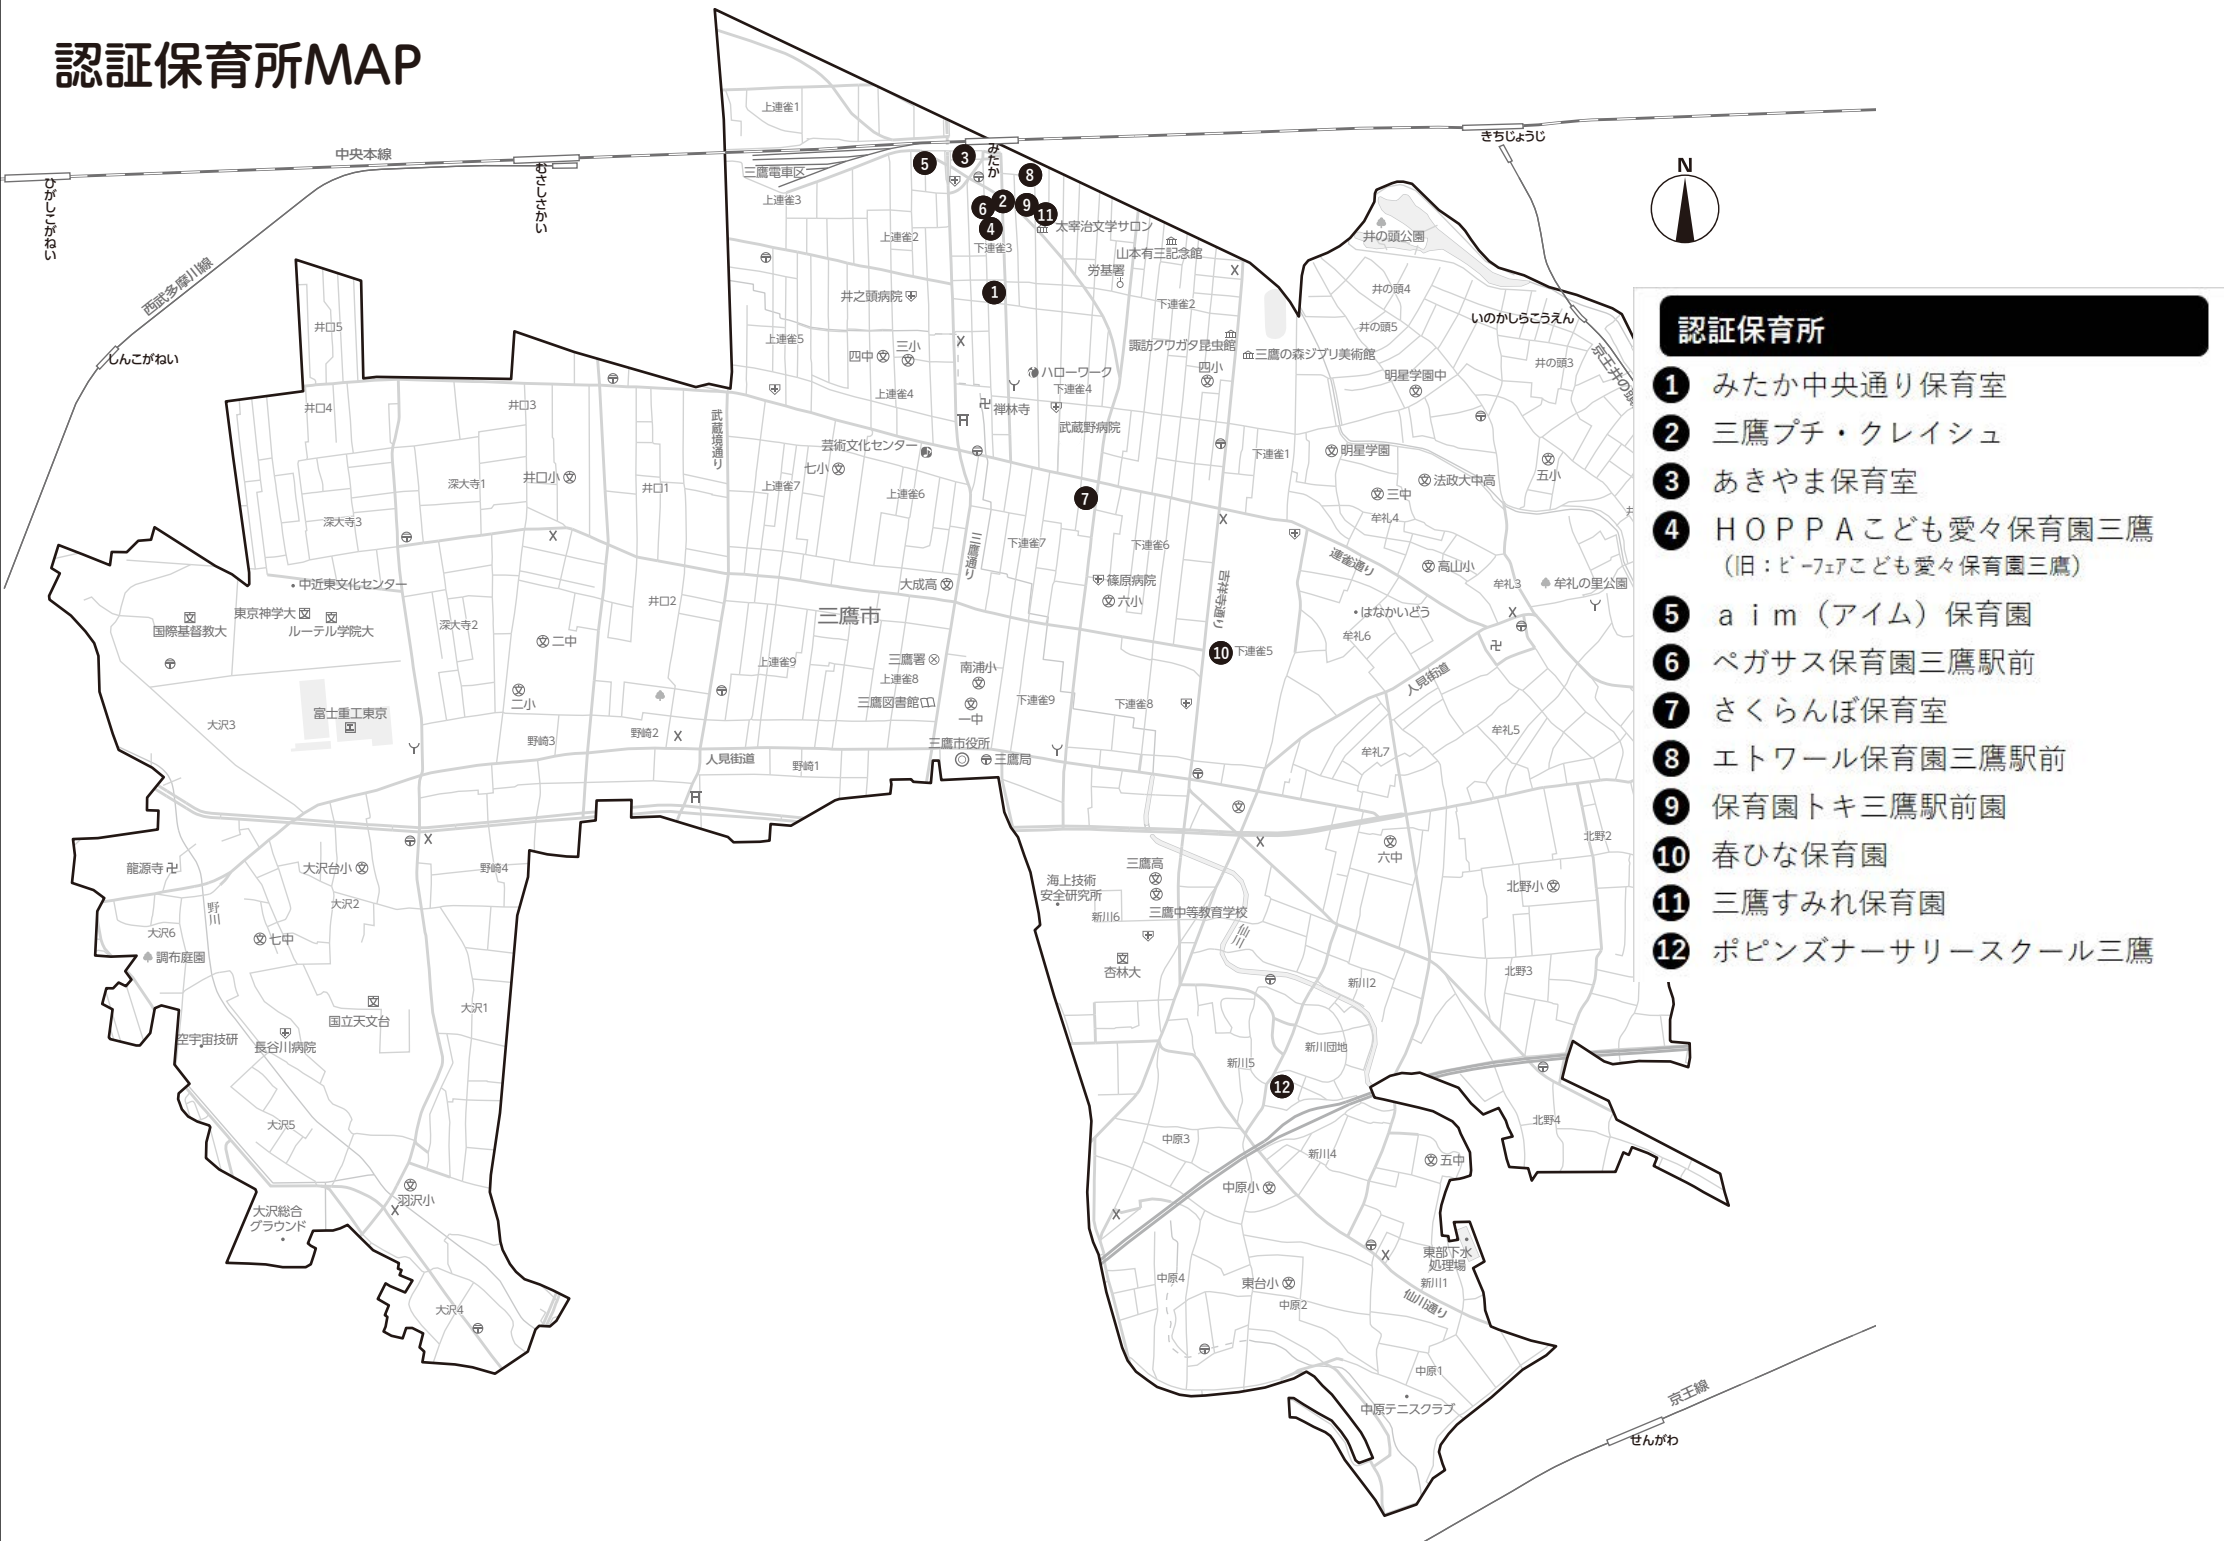 認証保育所MAP
上連雀1
中央本線
ひがしこがねい
むさしさかい
みたか
きちじょうじ
三鷹電車区
5
3
8
上連雀3
6
2
9
11
4
太宰治文学サロン
上連雀2
下連雀3
山本有三記念館
労基署
井の頭公園
N
西武多摩川線
しんこがねい
井口5
井之頭病院
1
下連雀2
井の頭4
井の頭5
いのかしらこうえん
上連雀5
四中
三小
諏訪クワガタ昆虫館
三鷹の森ジブリ美術館
井の頭3
京王井の頭
四小
ハローワーク
下連雀4
上連雀4
明星学園中
井口4
井口3
禅林寺
武蔵野病院
武蔵境通り
芸術文化センター
下連雀1
明星学園
七小
深大寺1
井口小
井口1
上連雀7
上連雀6
7
三中
法政大中高
五小
牟礼4
井
深大寺3
三鷹通り
下連雀7
下連雀6
連雀通り
高山小
中近東文化センター
大成高
篠原病院
吉祥寺通り
牟礼3
牟礼の里公園
東京神学大
井口2
六小
三鷹市
はなかいどう
国際基督教大
ルーテル学院大
深大寺2
二中
牟礼6
10
下連雀5
上連雀9
三鷹署
南浦小
上連雀8
人見街道
二小
三鷹図書館
一中
下連雀9
下連雀8
富士重工東京
大沢3
野崎3
野崎2
三鷹市役所
三鷹局
牟礼7
牟礼5
人見街道
野崎1
北野2
龍源寺
大沢台小
野崎4
三鷹高
六中
海上技術
安全研究所
北野小
大沢2
野川
新川6
三鷹中等教育学校
大沢6
七中
仙川
調布庭園
杏林大
北野3
新川2
大沢1
国立天文台
空宇宙技研
長谷川病院
新川団地
新川5
12
大沢5
北野4
中原3
新川4
五中
中原小
羽沢小
大沢総合
グラウンド
東部下水
処理場
中原4
東台小
新川1
中原2
仙川通り
大沢4
中原1
京王線
中原テニスクラブ
せんがわ
認証保育所
1 みたか中央通り保育室
2 三鷹プチ・クレイシュ
3 あきやま保育室
4 ＨＯＰＰＡこども愛々保育園三鷹
（旧：ﾋﾞｰﾌｪｱこども愛々保育園三鷹）
5 ａｉｍ（アイム）保育園
6 ペガサス保育園三鷹駅前
7 さくらんぼ保育室
8 エトワール保育園三鷹駅前
9 保育園トキ三鷹駅前園
10 春ひな保育園
11 三鷹すみれ保育園
12 ポピンズナーサリースクール三鷹